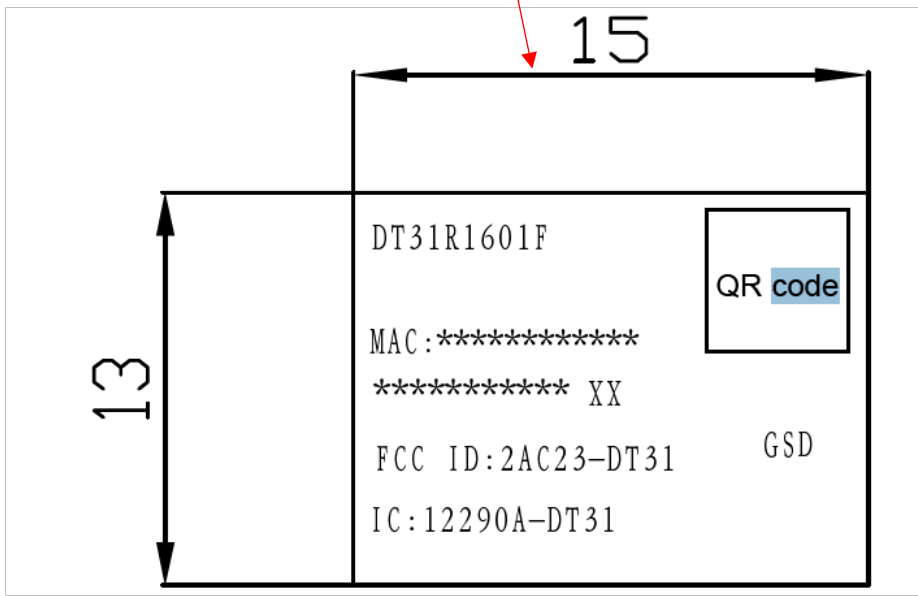 15
13
DT31R1601F
QR code
MAC:************
*********** XX
FCC ID:2AC23-DT31
GSD
IC:12290A-DT31